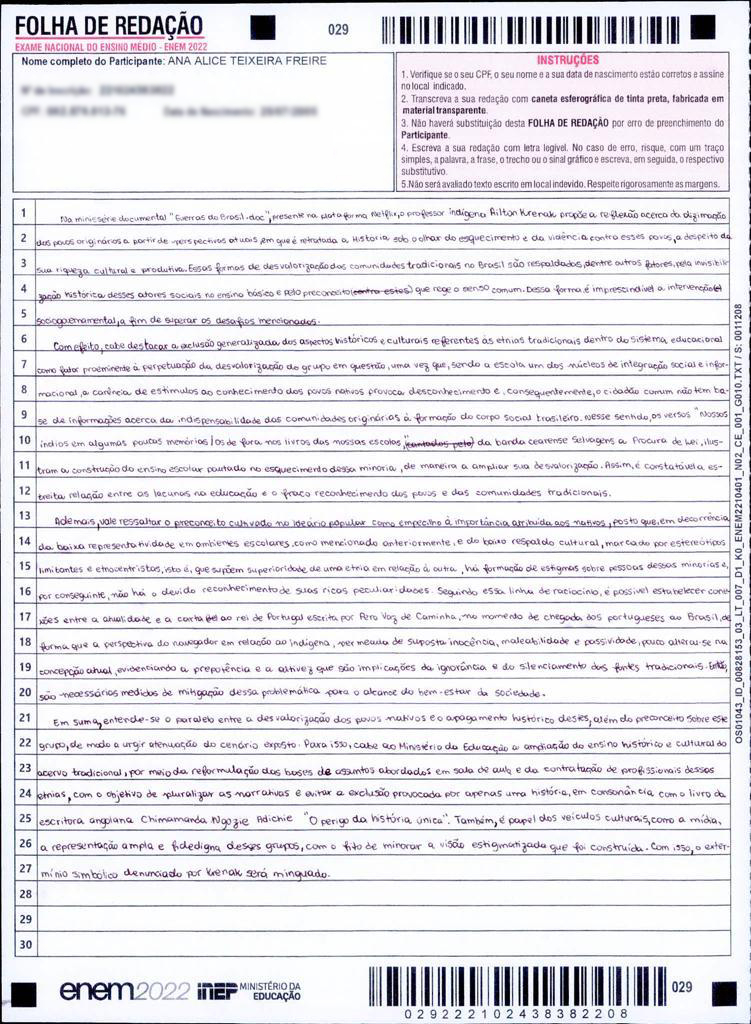 FOLHA DE REDAÇÃO
EXAME NACIONAL DO ENSINO MÉDIO - ENEM 2022
029
Nome completo do Participante: ANA ALICE TEIXEIRA FREIRE
INSTRUÇÕES
1. Verifique se o seu CPF, o seu nome e a sua data de nascimento estão corretos e assine
no local indicado.
2. Transcreva a sua redação com caneta esferográfica de tinta preta, fabricada em
material transparente.
3. Não haverá substituição desta FOLHA DE REDAÇÃO por erro de preenchimento do
Participante.
4. Escreva a sua redação com letra legível. No caso de erro, risque, com um traço
simples, a palavra, a frase, o trecho ou o sinal gráfico e escreva, em seguida, o respectivo
substitutivo.
5.Não será avaliado texto escrito em local indevido. Respeite rigorosamente as margens.
1 Na minissérie documental "Guerras do Brasil.doc", presente na plataforma Netflix, o professor indígena Ailton Krenak propõe a reflexão acerca da dizimação
2 dos povos originários a partir de perspectivas atuais, em que é retratada a História sob o olhar do esquecimento e da violência contra esses povos, a despeito da
3 sua riqueza cultural e produtiva. Essas formas de desvalorização das comunidades tradicionais no Brasil são respaldadas, dentre outros fatores, pela invisibili-
4 zação histórica desses atores sociais no ensino básico e pelo preconceito (contra estes) que rege o senso comum. Dessa forma, é imprescindível a intervenção
5 sociogovernamental, a fim de superar os desafios mencionados.
6 Com efeito, cabe destacar a exclusão generalizada dos aspectos históricos e culturais referentes às etnias tradicionais dentro do sistema educacional
7 como fator proeminente à perpetuação da desvalorização do grupo em questão, uma vez que, sendo a escola um dos núcleos de integração social e infor-
8 macional, a carência de estímulos ao conhecimento dos povos nativos provoca desconhecimento e, consequentemente, o cidadão comum não tem ba-
9 se de informações acerca da indispensabilidade das comunidades originárias à formação do corpo social brasileiro. Nesse sentido, os versos "Nossos
10 índios em algumas poucas memórias/os de fora nos livros das nossas escolas", (cantados pela) da banda cearense Selvagens a Procura de Lei, ilus-
11 tram a construção do ensino escolar pautado no esquecimento dessa minoria, de maneira a ampliar sua desvalorização. Assim, é constatável a es-
12 treita relação entre as lacunas na educação e o fraco reconhecimento dos povos e das comunidades tradicionais.
13 Ademais, vale ressaltar o preconceito cultivado no ideário popular como empecilho à importância atribuída aos nativos, posto que, em decorrência
14 da baixa representatividade em ambientes escolares, como mencionado anteriormente, e do baixo respaldo cultural, marcado por estereótipos
15 limitantes e etnocentristas, isto é, que supõem superioridade de uma etnia em relação à outra, há formação de estigmas sobre pessoas dessas minorias e,
16 por conseguinte, não há o devido reconhecimento de suas ricas peculiaridades. Seguindo essa linha de raciocínio, é possível estabelecer cone-
17 xões entre a atualidade e a carta ao rei de Portugal escrita por Pero Vaz de Caminha, no momento de chegada dos portugueses ao Brasil, de
18 forma que a perspectiva do navegador em relação ao indígena, permeada de suposta inocência, maleabilidade e passividade, pouco alterou-se na
19 concepção atual, evidenciando a prepotência e a altivez que são implicações da ignorância e do silenciamento das fontes tradicionais. Então,
20 são necessárias medidas de mitigação dessa problemática para o alcance do bem-estar da sociedade.
21 Em suma, entende-se o paralelo entre a desvalorização dos povos nativos e o apagamento histórico destes, além do preconceito sobre este
22 grupo, de modo a urgir atenuação do cenário exposto. Para isso, cabe ao Ministério da Educação a ampliação do ensino histórico e cultural do
23 acervo tradicional, por meio da reformulação das bases de assuntos abordados em sala de aula e da contratação de profissionais dessas
24 etnias, com o objetivo de pluralizar as narrativas e evitar a exclusão provocada por apenas uma história, em consonância com o livro da
25 escritora angolana Chimamanda Ngozie Adichie "O perigo da história única". Também, é papel dos veículos culturais, como a mídia,
26 a representação ampla e fidedigna desses grupos, com o fito de minorar a visão estigmatizada que foi construída. Com isso, o exter-
27 mínio simbólico denunciado por Krenak será minguado.
28
29
30
OS01043_ID_00828153_03_LT_007_D1_K0_ENEM2210401_N02_CE_001_G010.TXT / S: 0011208
enem2022
INEP
MINISTÉRIO DA
EDUCAÇÃO
029
0292221024383 82208